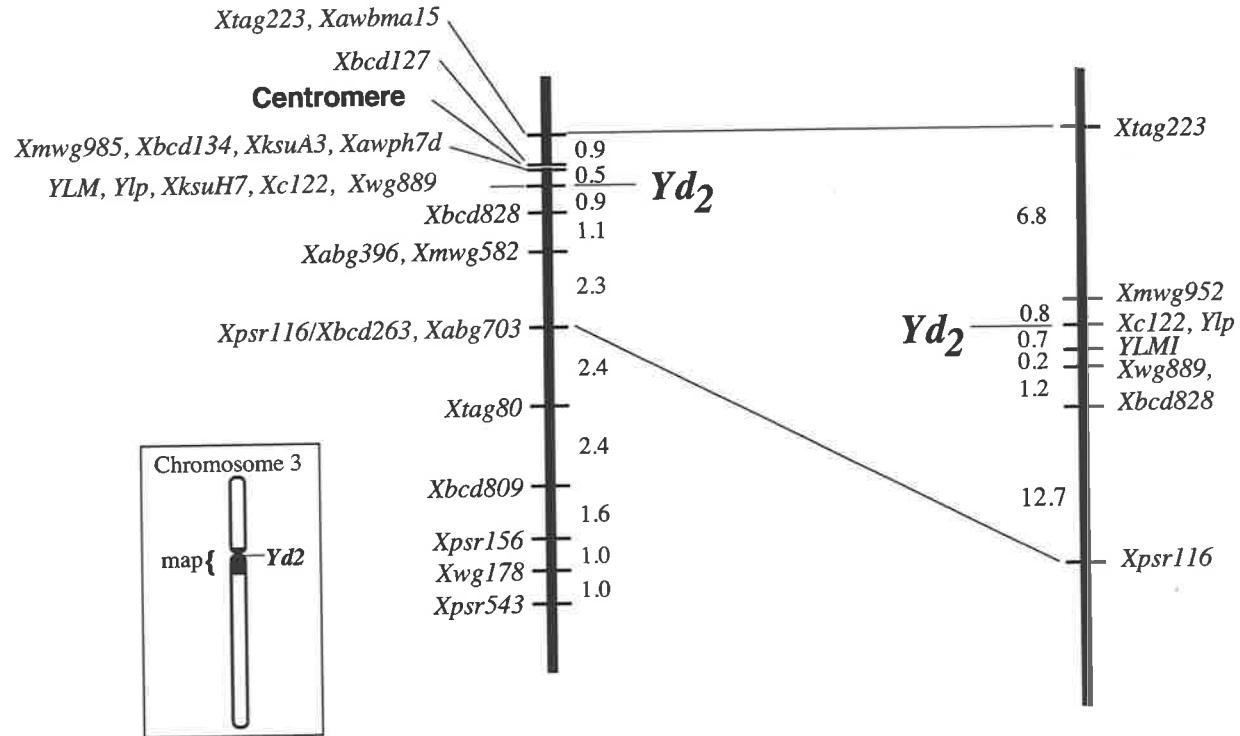 Xtag223, Xawbma15
Xbcd127
Centromere
Xmwg985, Xbcd134, XksuA3, Xawph7d
YLM, Ylp, XksuH7, Xc122, Xwg889
Xbcd828
Xabg396, Xmwg582
Xpsr116/Xbcd263, Xabg703
Xtag80
Xbcd809
Xpsr156
Xwg178
Xpsr543
0.9
0.5
0.9
1.1
2.3
2.4
2.4
1.6
1.0
1.0
Yd2
Yd2
6.8
0.8
0.7
0.2
1.2
12.7
Xtag223
Xmwg952
Xc122, Ylp
YLMI
Xwg889,
Xbcd828
Xpsr116
Chromosome 3
map{
Yd2